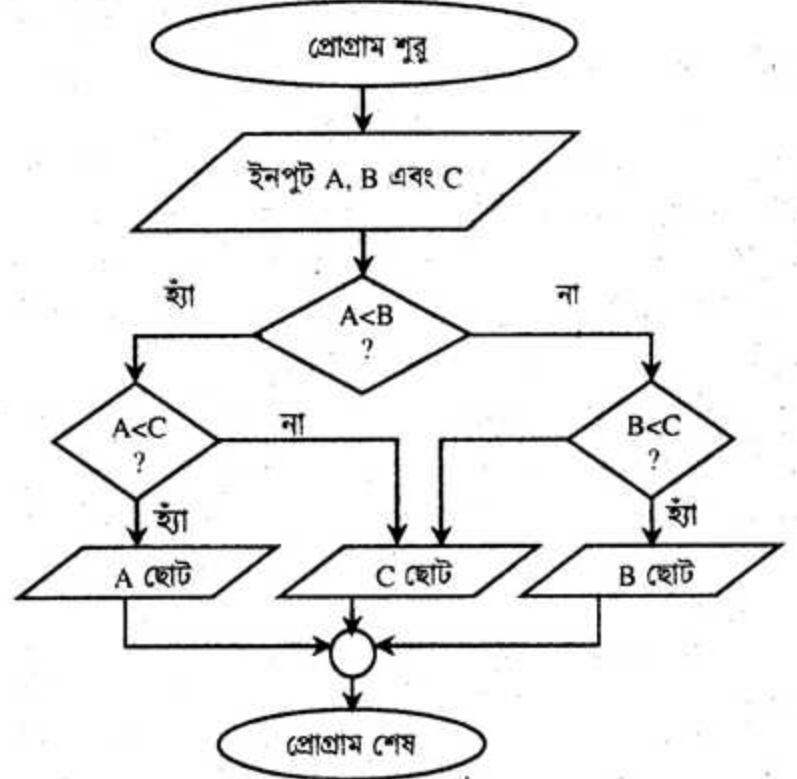 প্রোগ্রাম শুরু
ইনপুট A, B এবং C
হ্যাঁ
না
A<B
?
A<C
?
না
B<C
?
হ্যাঁ
হ্যাঁ
A ছোট
C ছোট
B ছোট
প্রোগ্রাম শেষ